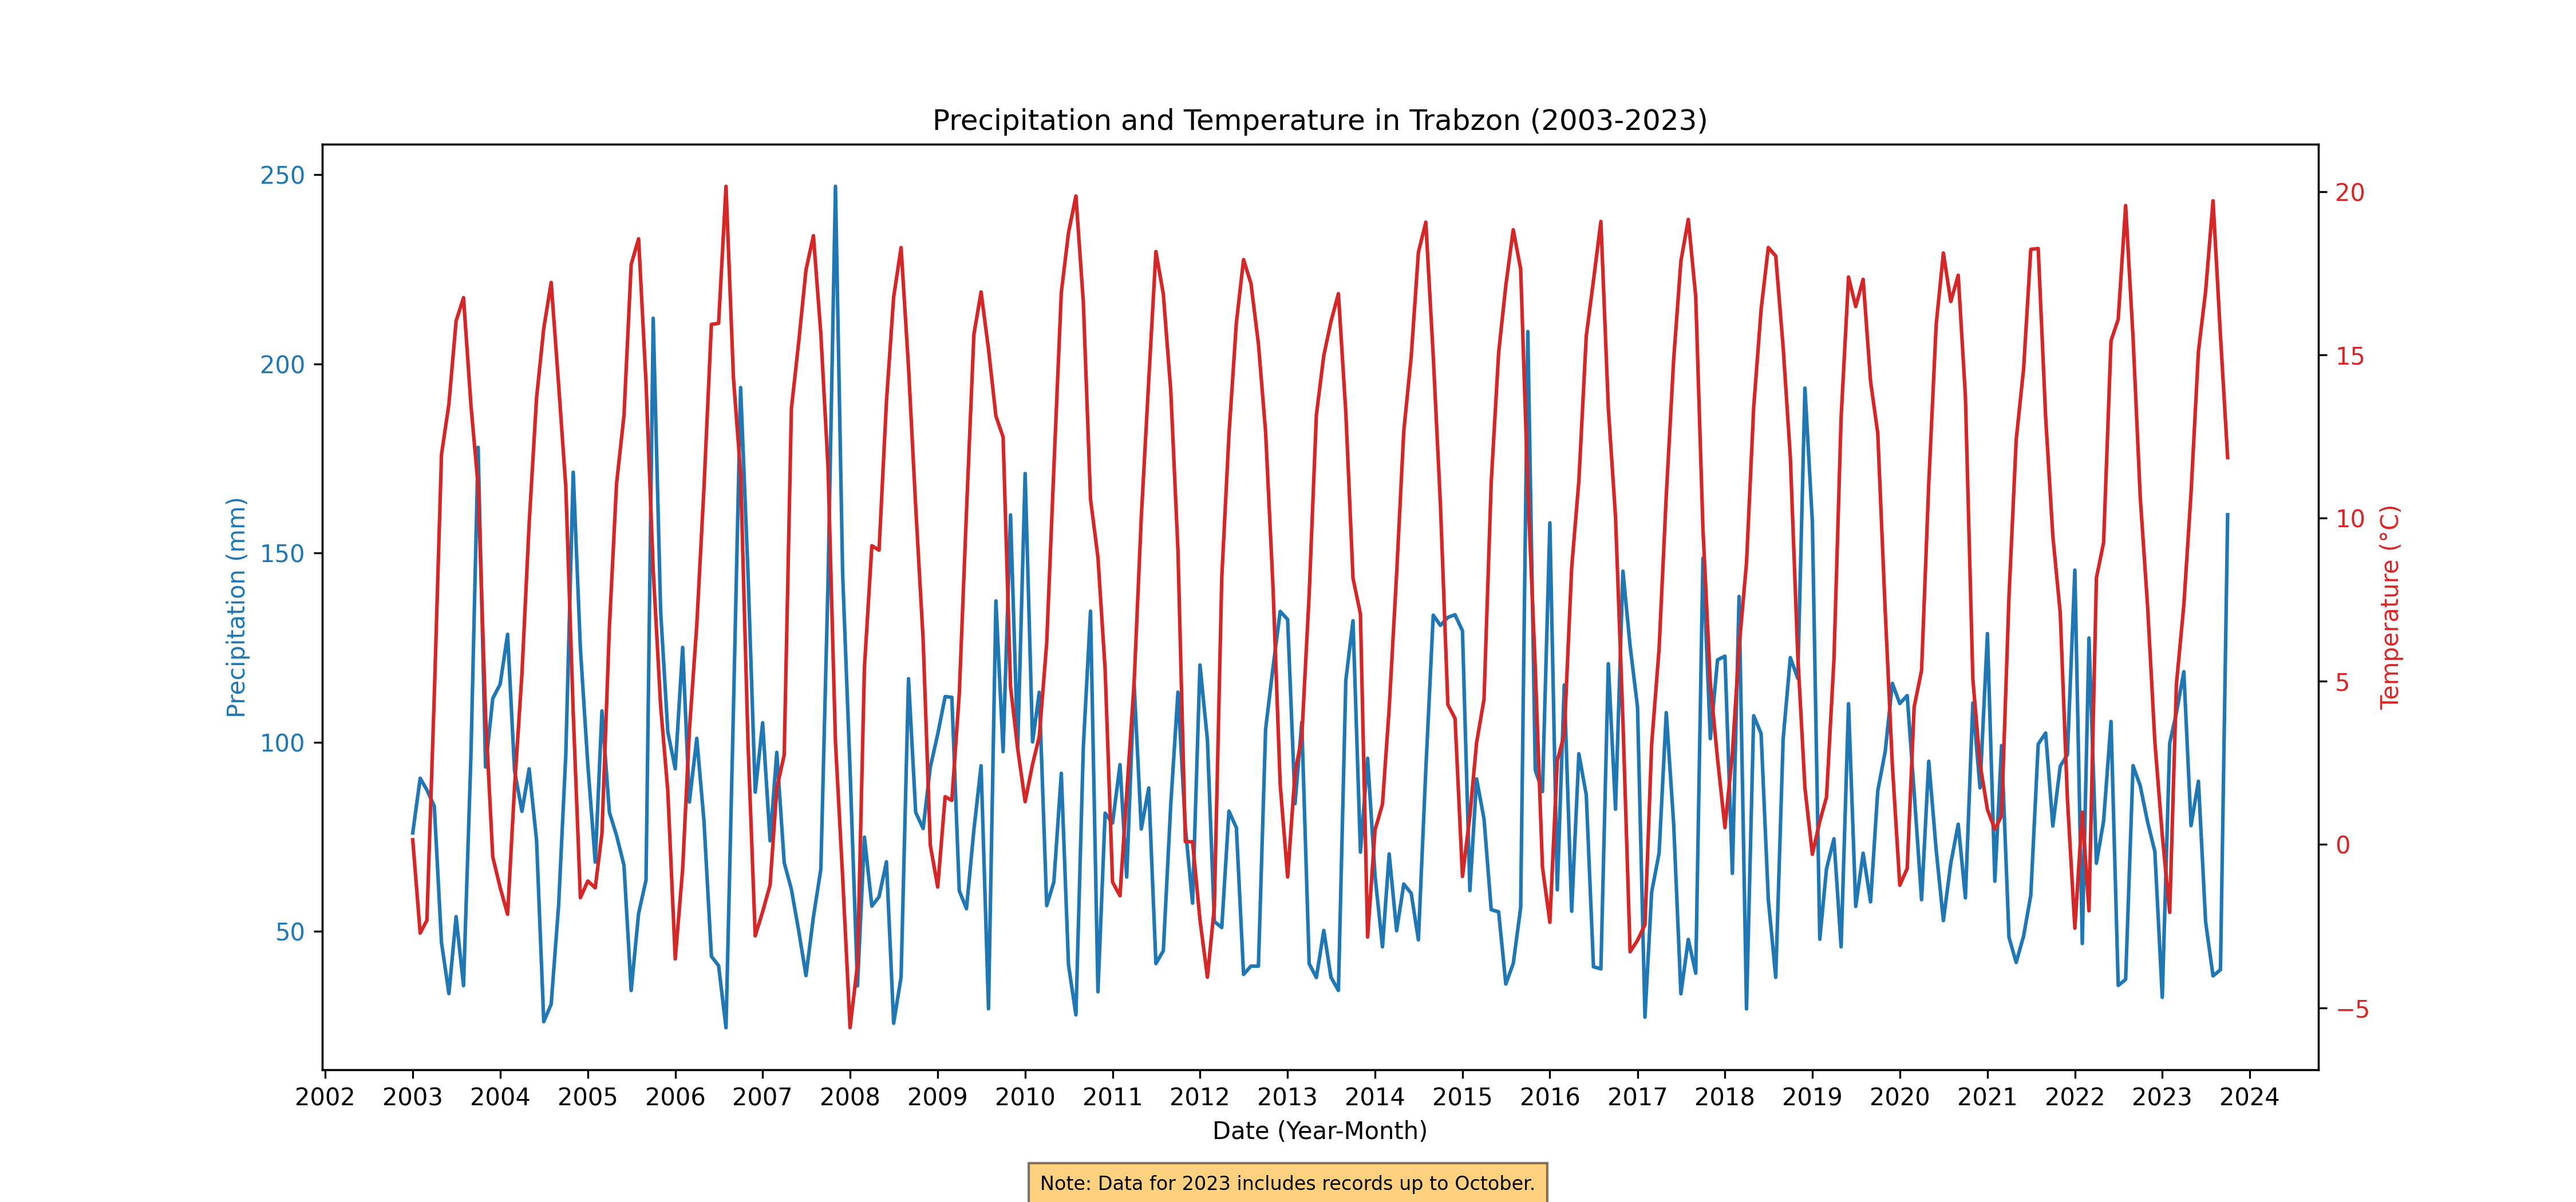 Precipitation and Temperature in Trabzon (2003-2023)
250
200
150
100
50
Precipitation (mm)
20
15
10
5
0
−5
Temperature (°C)
2002 2003 2004 2005 2006 2007 2008 2009 2010 2011 2012 2013 2014 2015 2016 2017 2018 2019 2020 2021 2022 2023 2024
Date (Year-Month)
Note: Data for 2023 includes records up to October.